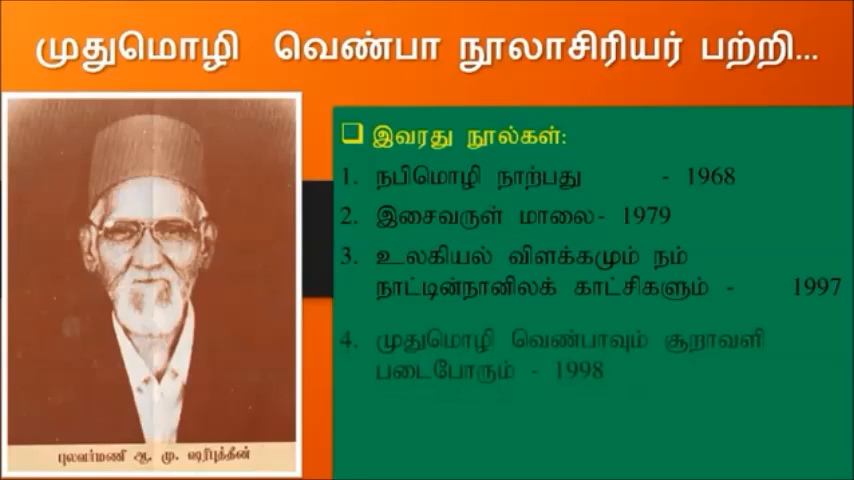 முதுமொழி வெண்பா நூலாசிரியர் பற்றி...
இவரது நூல்கள்:
1. நபிமொழி நாற்பது - 1968
2. இசைவருள் மாலை- 1979
3. உலகியல் விளக்கமும் நம்
நாட்டின்நானிலக் காட்சிகளும் - 1997
4. முதுமொழி வெண்பாவும் சூறாவளி
படைபோரும் - 1998
புலவர்மணி ஆ. மு. ஷரிபுத்தீன்